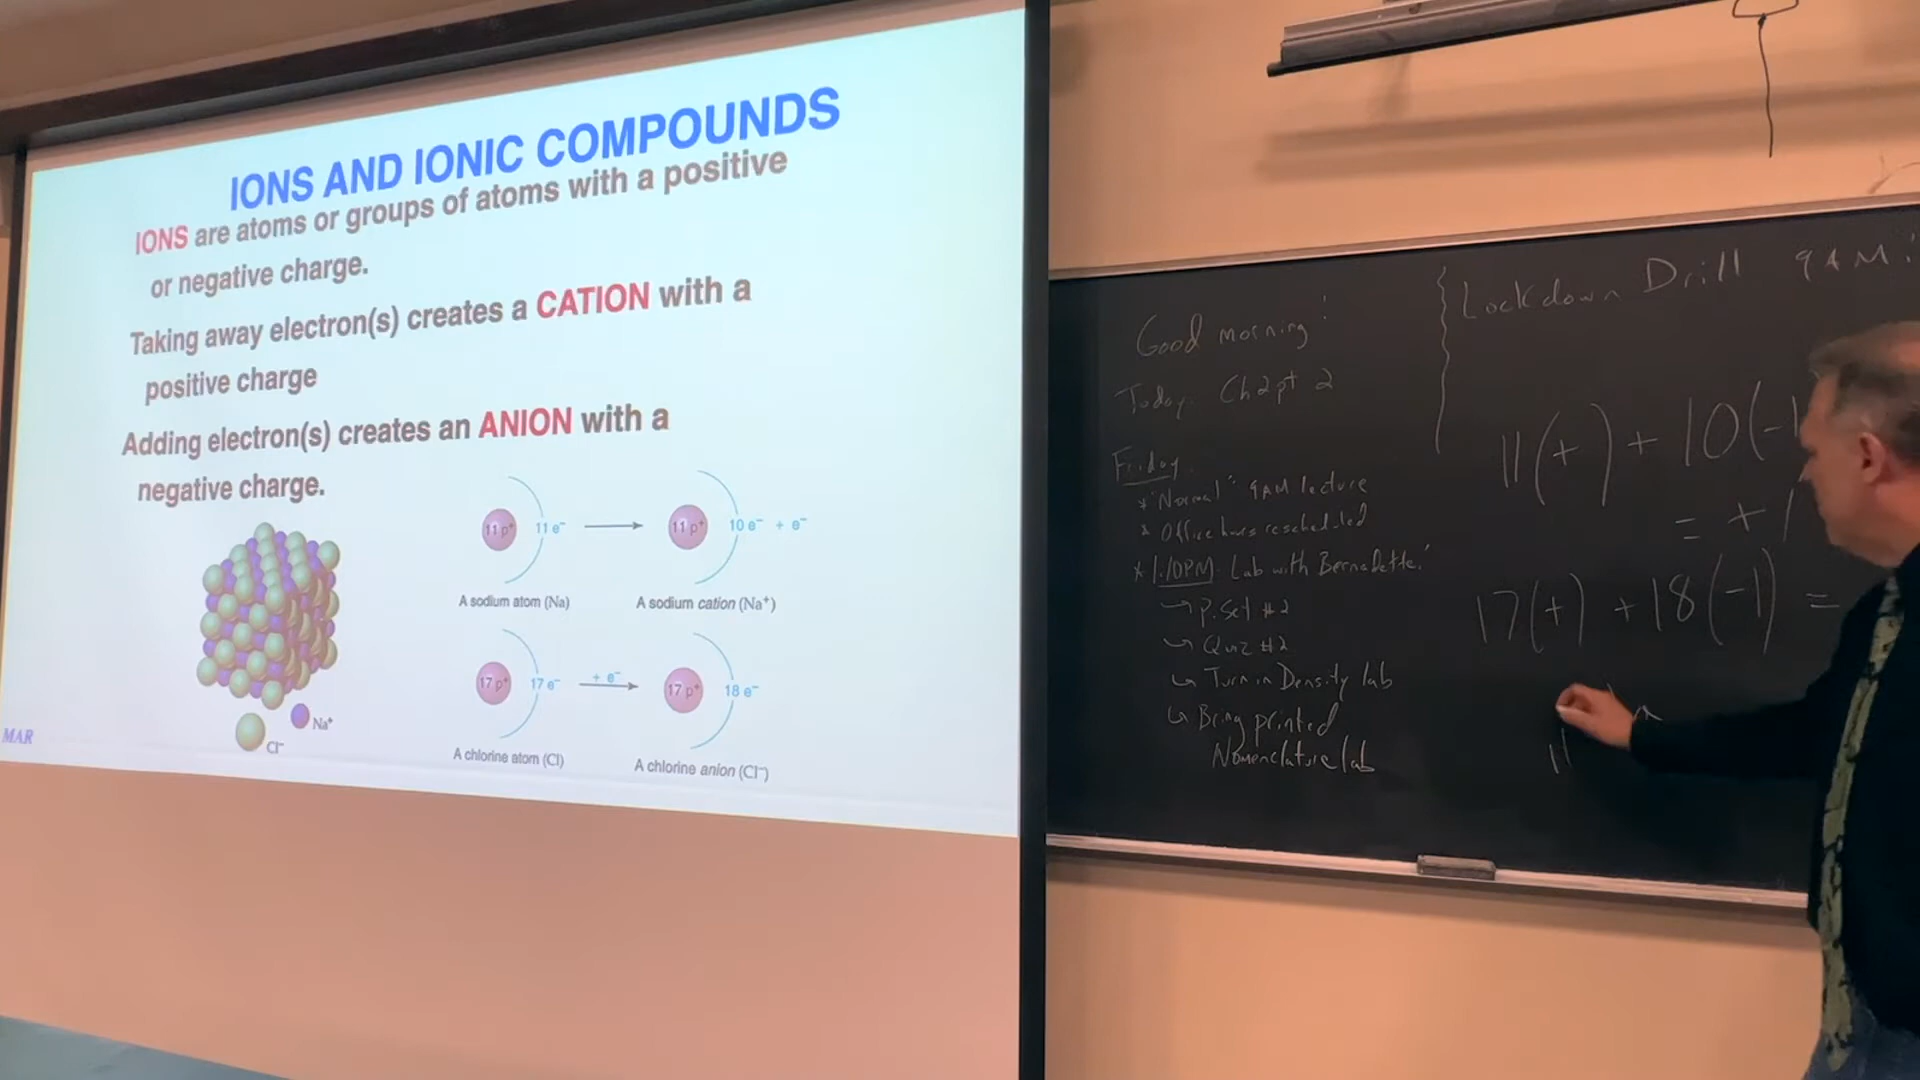 IONS AND IONIC COMPOUNDS
IONS are atoms or groups of atoms with a positive
or negative charge.
Taking away electron(s) creates a CATION with a
positive charge
Adding electron(s) creates an ANION with a
negative charge.
11 p⁺ 11 e⁻ 11 p⁺ 10 e⁻ + e⁻
A sodium atom (Na) A sodium cation (Na⁺)
17 p⁺ 17 e⁻ + e⁻ 17 p⁺ 18 e⁻
A chlorine atom (Cl) A chlorine anion (Cl⁻)
Na⁺
Cl⁻
MAR
Good morning!
Today: Chapt 2
Friday
* "Normal" 9AM lecture
* Office hours rescheduled
* 1:10PM Lab with Bernadette!
↳ P. Set #2
↳ Quiz #2
↳ Turn in Density lab
↳ Bring printed
Nomenclature lab
Lockdown Drill 9AM!
11(+) + 10(-1
= +1
17(+) + 18(-1) =